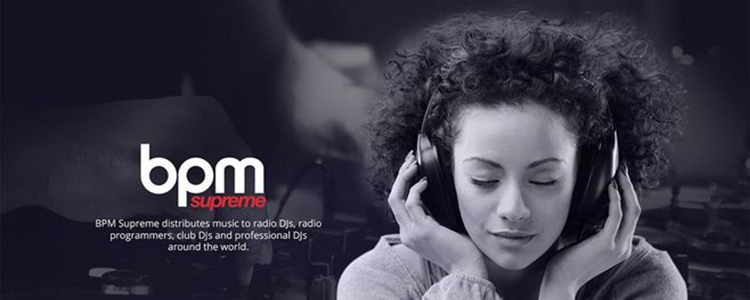 bpm
supreme
BPM Supreme distributes music to radio DJs, radio
programmers, club DJs and professional DJs
around the world.